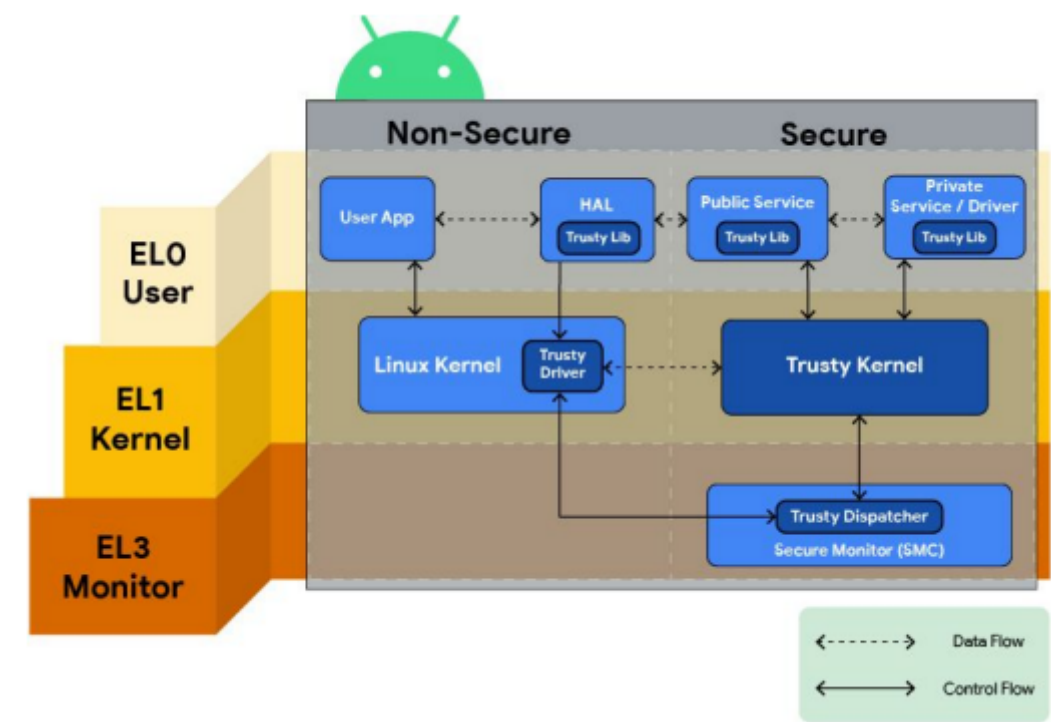 Non-Secure
Secure
EL0
User
User App
HAL
Trusty Lib
Public Service
Trusty Lib
Private
Service / Driver
Trusty Lib
EL1
Kernel
Linux Kernel
Trusty
Driver
Trusty Kernel
EL3
Monitor
Trusty Dispatcher
Secure Monitor (SMC)
Data Flow
Control Flow